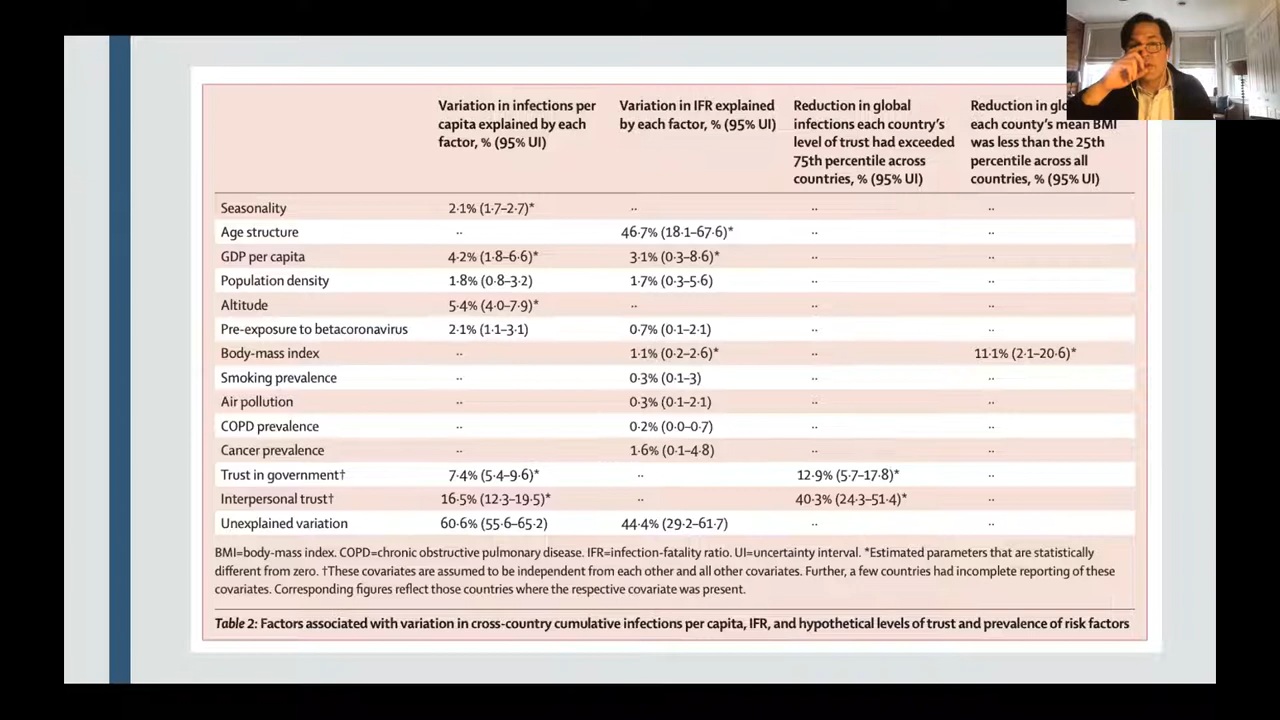 Variation in infections per capita explained by each factor, % (95% UI) Variation in IFR explained by each factor, % (95% UI) Reduction in global infections each country's level of trust had exceeded 75th percentile across countries, % (95% UI) Reduction in each county's mean BMI was less than the 25th percentile across all countries, % (95% UI)
Seasonality 2·1% (1·7–2·7)* ·· ·· ··
Age structure ·· 46·7% (18·1–67·6)* ·· ··
GDP per capita 4·2% (1·8–6·6)* 3·1% (0·3–8·6)* ·· ··
Population density 1·8% (0·8–3·2) 1·7% (0·3–5·6) ·· ··
Altitude 5·4% (4·0–7·9)* ·· ·· ··
Pre-exposure to betacoronavirus 2·1% (1·1–3·1) 0·7% (0·1–2·1) ·· ··
Body-mass index ·· 1·1% (0·2–2·6)* ·· 11·1% (2·1–20·6)*
Smoking prevalence ·· 0·3% (0·1–3) ·· ··
Air pollution ·· 0·3% (0·1–2·1) ·· ··
COPD prevalence ·· 0·2% (0·0–0·7) ·· ··
Cancer prevalence ·· 1·6% (0·1–4·8) ·· ··
Trust in government† 7·4% (5·4–9·6)* ·· 12·9% (5·7–17·8)* ··
Interpersonal trust† 16·5% (12·3–19·5)* ·· 40·3% (24·3–51·4)* ··
Unexplained variation 60·6% (55·6–65·2) 44·4% (29·2–61·7) ·· ··
BMI=body-mass index. COPD=chronic obstructive pulmonary disease. IFR=infection-fatality ratio. UI=uncertainty interval. *Estimated parameters that are statistically
different from zero. †These covariates are assumed to be independent from each other and all other covariates. Further, a few countries had incomplete reporting of these
covariates. Corresponding figures reflect those countries where the respective covariate was present.
Table 2: Factors associated with variation in cross-country cumulative infections per capita, IFR, and hypothetical levels of trust and prevalence of risk factors